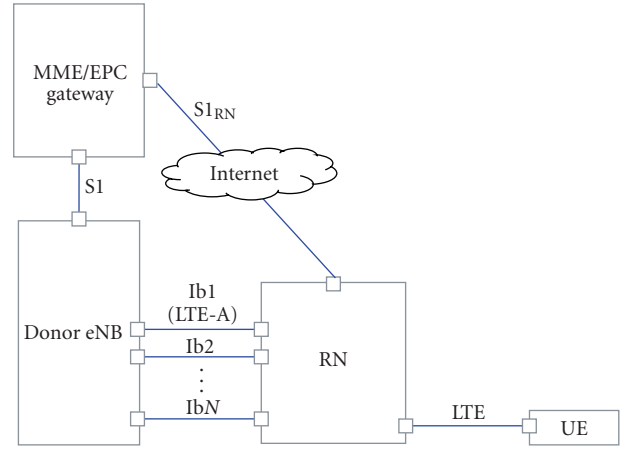 MME/EPC
gateway
S1RN
Internet
S1
Ib1
(LTE-A)
Donor eNB
Ib2
RN
IbN
LTE
UE